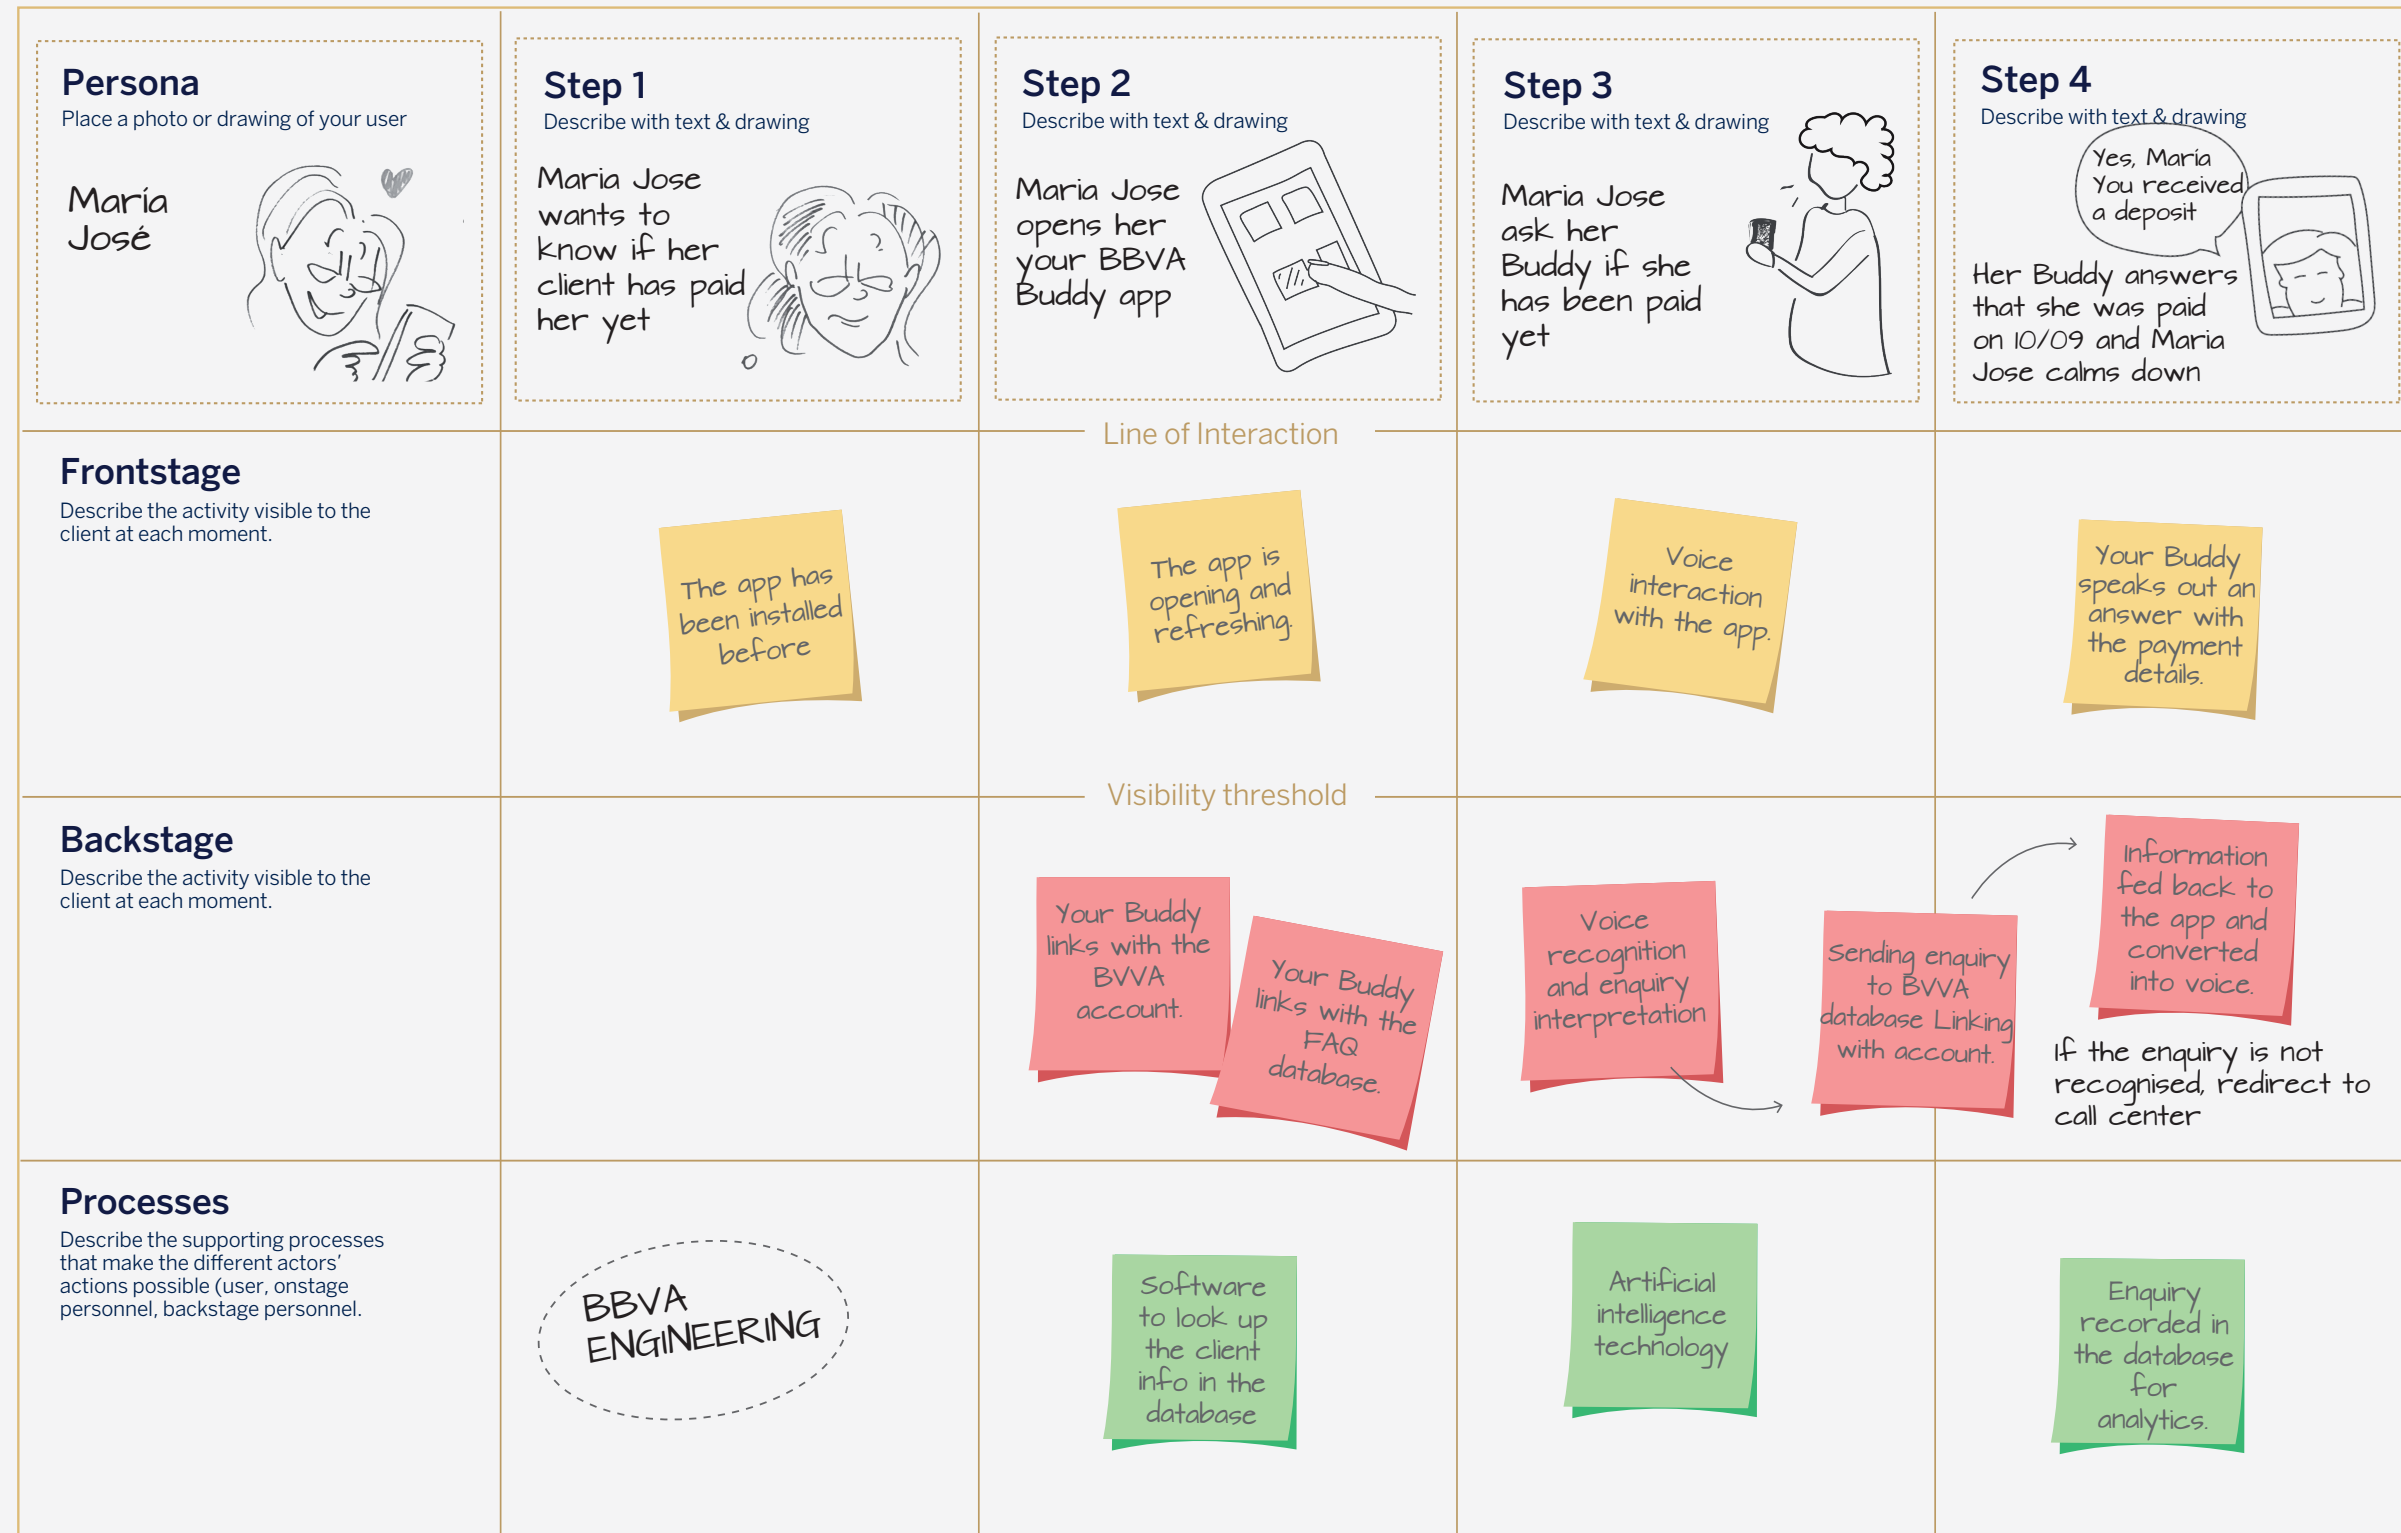 Persona
Place a photo or drawing of your user
María
José
Step 1
Describe with text & drawing
Maria Jose
wants to
know if her
client has paid
her yet
Step 2
Describe with text & drawing
Maria Jose
opens her
your BBVA
Buddy app
Step 3
Describe with text & drawing
Maria Jose
ask her
Buddy if she
has been paid
yet
Step 4
Describe with text & drawing
Yes, María
You received
a deposit
Her Buddy answers
that she was paid
on 10/09 and Maria
Jose calms down
Line of Interaction
Frontstage
Describe the activity visible to the
client at each moment.
The app has
been installed
before
The app is
opening and
refreshing.
Voice
interaction
with the app.
Your Buddy
speaks out an
answer with
the payment
details.
Visibility threshold
Backstage
Describe the activity visible to the
client at each moment.
Your Buddy
links with the
BVVA
account.
Your Buddy
links with the
FAQ
database.
Voice
recognition
and enquiry
interpretation
Sending enquiry
to BVVA
database Linking
with account.
Information
fed back to
the app and
converted
into voice.
If the enquiry is not
recognised, redirect to
call center
Processes
Describe the supporting processes
that make the different actors’
actions possible (user, onstage
personnel, backstage personnel.
BBVA
ENGINEERING
Software
to look up
the client
info in the
database
Artificial
intelligence
technology
Enquiry
recorded in
the database
for
analytics.